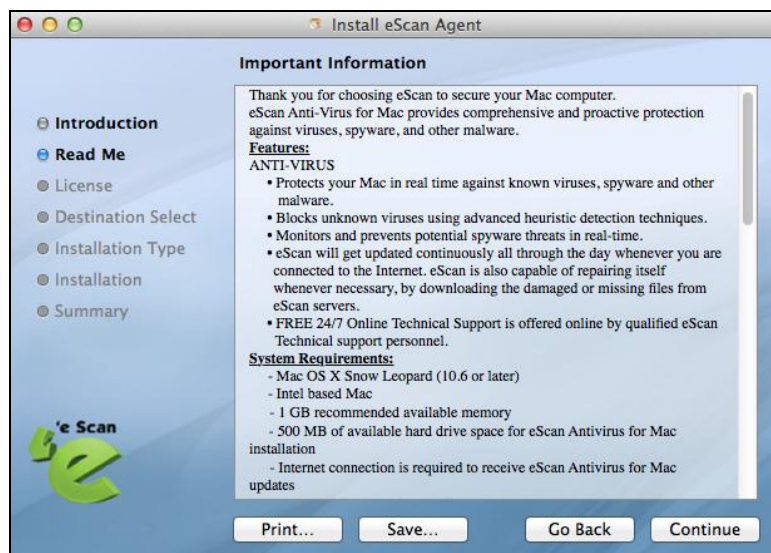 Install eScan Agent
Important Information
Introduction
Read Me
License
Destination Select
Installation Type
Installation
Summary
'e Scan
Thank you for choosing eScan to secure your Mac computer.
eScan Anti-Virus for Mac provides comprehensive and proactive protection
against viruses, spyware, and other malware.
Features:
ANTI-VIRUS
• Protects your Mac in real time against known viruses, spyware and other
malware.
• Blocks unknown viruses using advanced heuristic detection techniques.
• Monitors and prevents potential spyware threats in real-time.
• eScan will get updated continuously all through the day whenever you are
connected to the Internet. eScan is also capable of repairing itself
whenever necessary, by downloading the damaged or missing files from
eScan servers.
• FREE 24/7 Online Technical Support is offered online by qualified eScan
Technical support personnel.
System Requirements:
- Mac OS X Snow Leopard (10.6 or later)
- Intel based Mac
- 1 GB recommended available memory
- 500 MB of available hard drive space for eScan Antivirus for Mac
installation
- Internet connection is required to receive eScan Antivirus for Mac
updates
Print...
Save...
Go Back
Continue